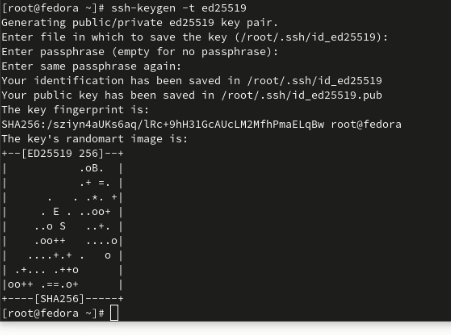 [root@fedora ~]# ssh-keygen -t ed25519
Generating public/private ed25519 key pair.
Enter file in which to save the key (/root/.ssh/id_ed25519):
Enter passphrase (empty for no passphrase):
Enter same passphrase again:
Your identification has been saved in /root/.ssh/id_ed25519
Your public key has been saved in /root/.ssh/id_ed25519.pub
The key fingerprint is:
SHA256:/sziyn4aUKs6aq/lRc+9hH31GcAUcLM2MfhPmaELqBw root@fedora
The key's randomart image is:
+--[ED25519 256]--+
|           .oB.  |
|           .+ =. |
|      .   . .*. +|
|     . E . ..oo+ |
|    ..o S   ..+. |
|    .oo++   ....o|
|   ....+.+ .   o |
| .+... .++o      |
|oo++ .==.o+      |
+----[SHA256]-----+
[root@fedora ~]#